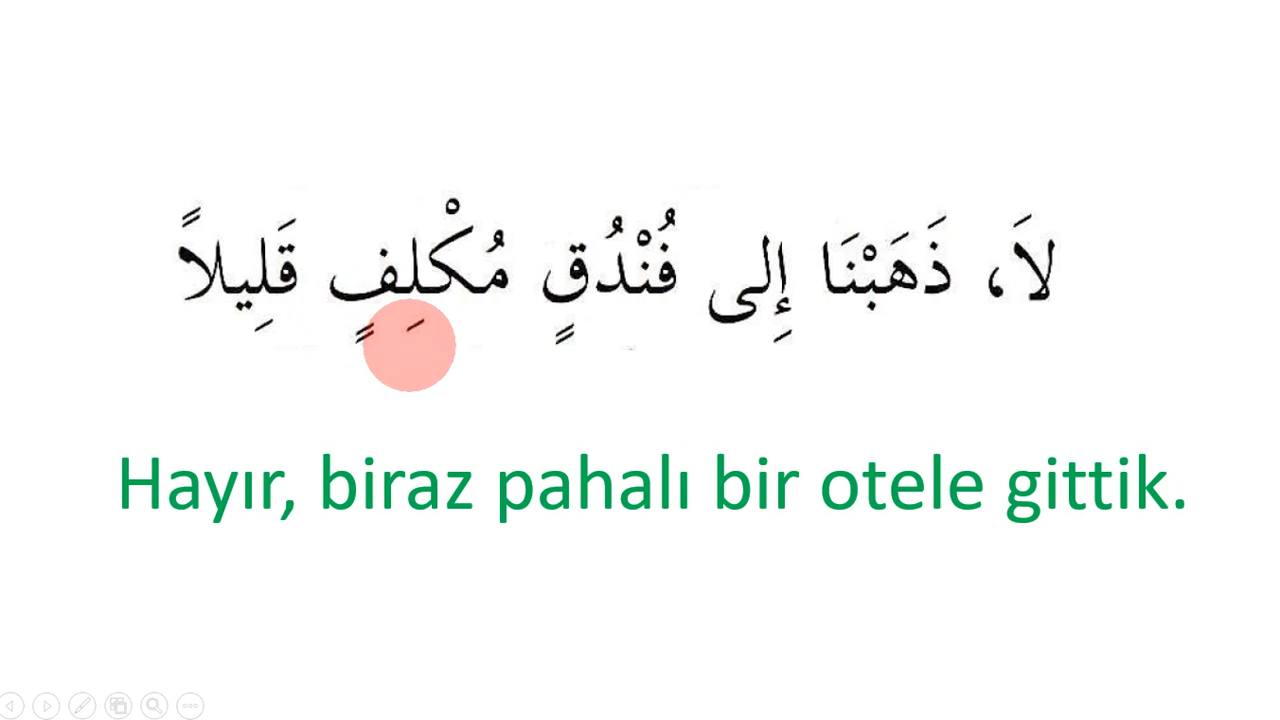 لاَ، ذَهَبْنَا إِلى فُنْدُقٍ مُكْلِفٍ قَلِيلاً
Hayır, biraz pahalı bir otele gittik.